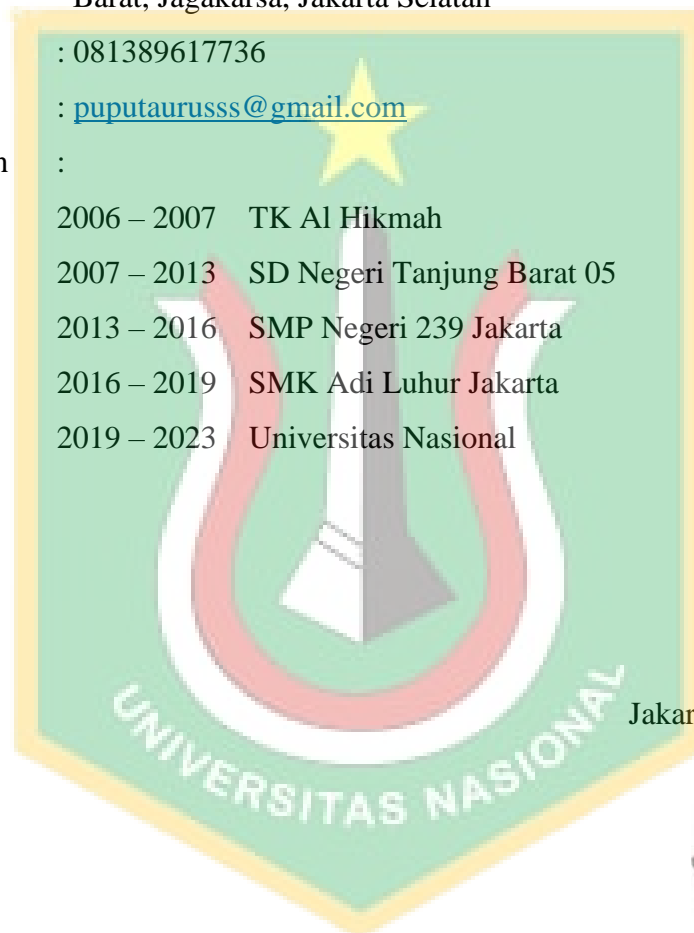 Barat, Jagakarsa, Jakarta Selatan
: 081389617736
: puputaurusss@gmail.com
:
2006 – 2007 TK Al Hikmah
2007 – 2013 SD Negeri Tanjung Barat 05
2013 – 2016 SMP Negeri 239 Jakarta
2016 – 2019 SMK Adi Luhur Jakarta
2019 – 2023 Universitas Nasional
Jakar
UNIVERSITAS NASIONAL